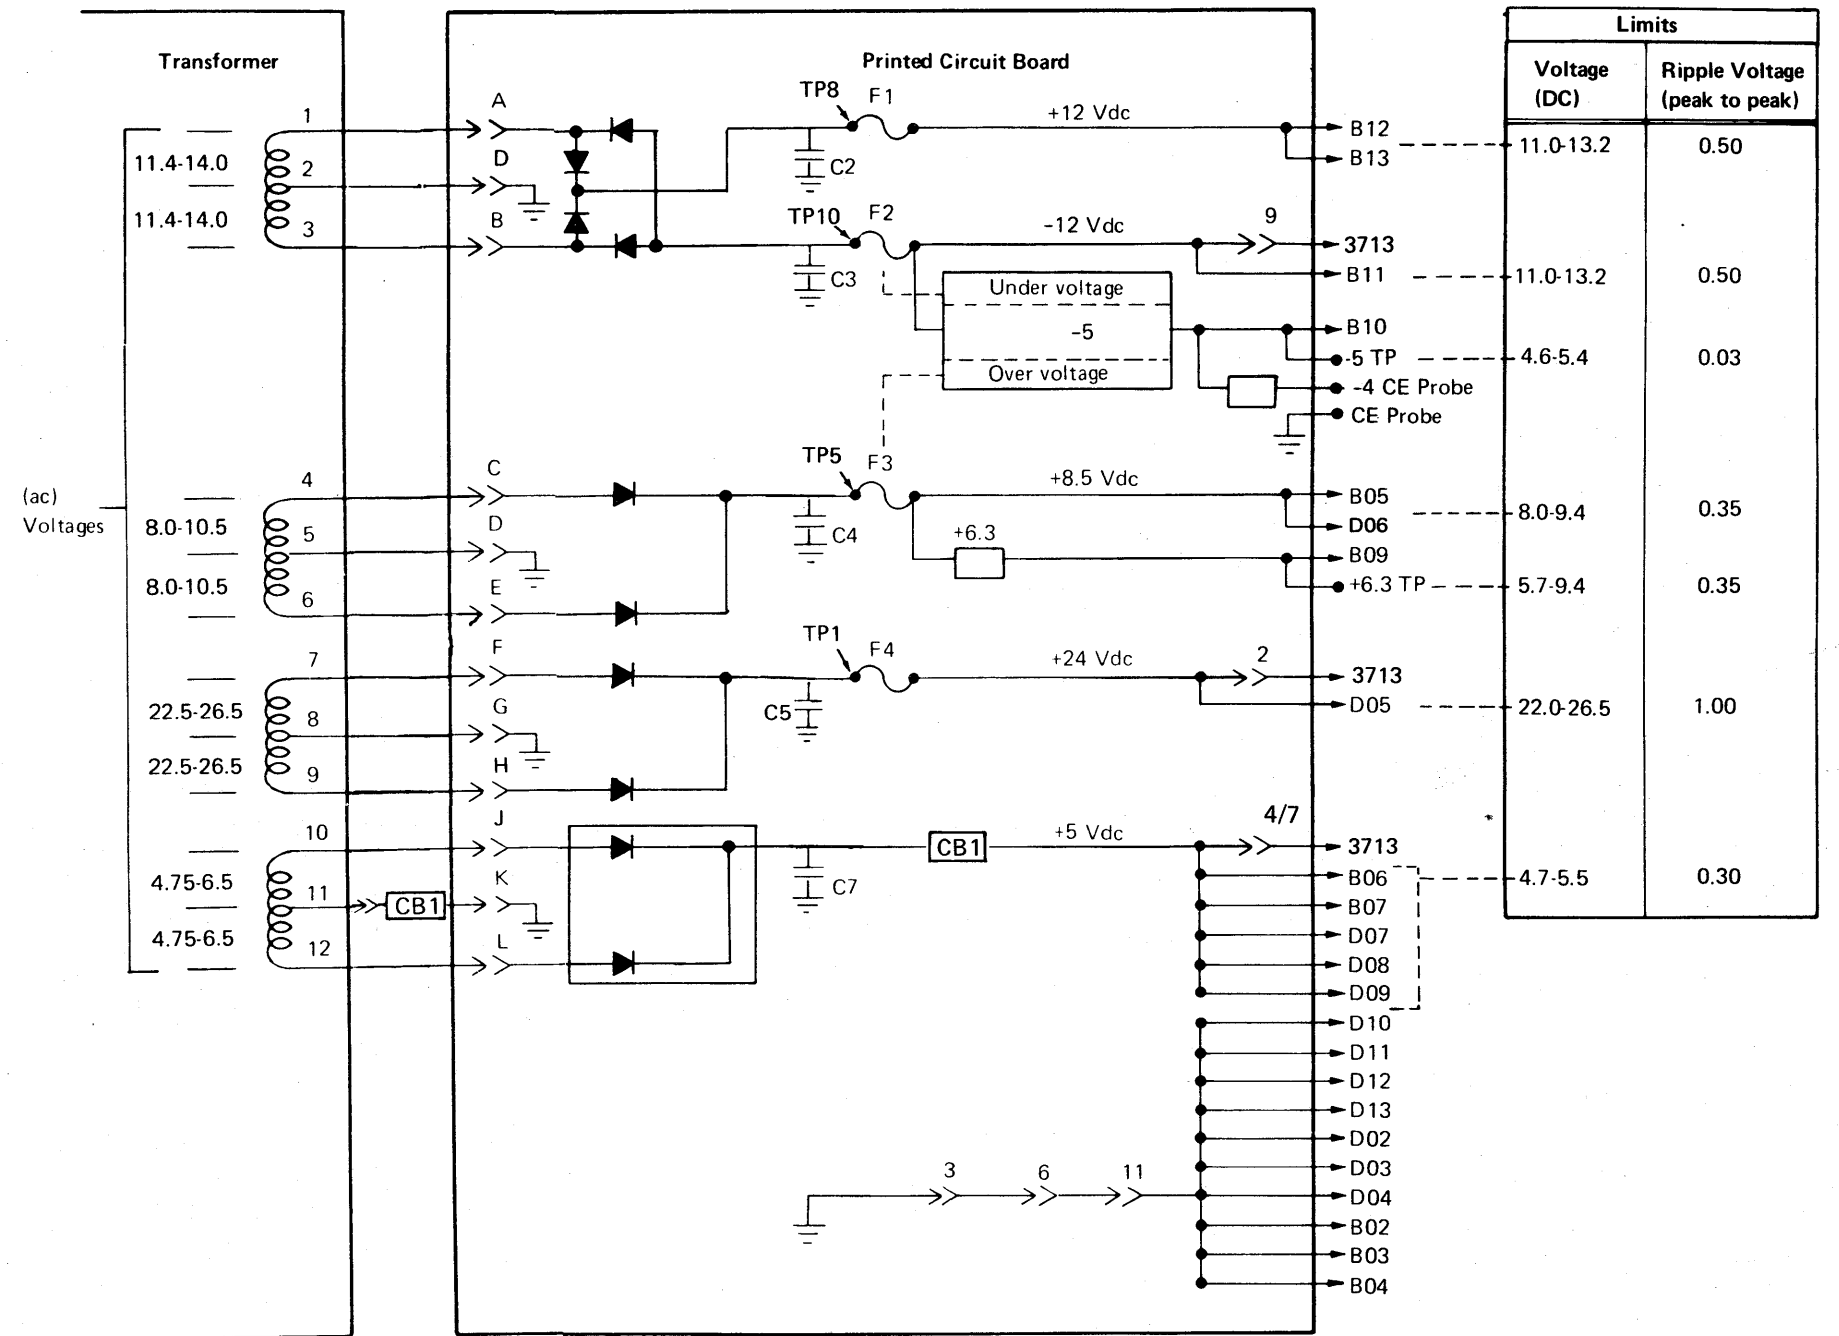 Transformer
Printed Circuit Board
Limits
Voltage (DC)
Ripple Voltage (peak to peak)
(ac) Voltages
11.4-14.0
11.4-14.0
1
2
3
A
D
B
TP8
F1
C2
+12 Vdc
B12
B13
11.0-13.2
0.50
TP10
F2
C3
-12 Vdc
9
3713
B11
11.0-13.2
0.50
Under voltage
-5
Over voltage
B10
-5 TP
4.6-5.4
0.03
-4 CE Probe
CE Probe
8.0-10.5
8.0-10.5
4
5
6
C
D
E
TP5
F3
C4
+8.5 Vdc
B05
D06
8.0-9.4
0.35
+6.3
B09
+6.3 TP
5.7-9.4
0.35
22.5-26.5
22.5-26.5
7
8
9
F
G
H
TP1
F4
C5
+24 Vdc
2
3713
D05
22.0-26.5
1.00
4.75-6.5
4.75-6.5
10
11
12
CB1
J
K
L
C7
CB1
+5 Vdc
4/7
3713
B06
4.7-5.5
0.30
B07
D07
D08
D09
D10
D11
D12
D13
D02
D03
3
6
11
D04
B02
B03
B04